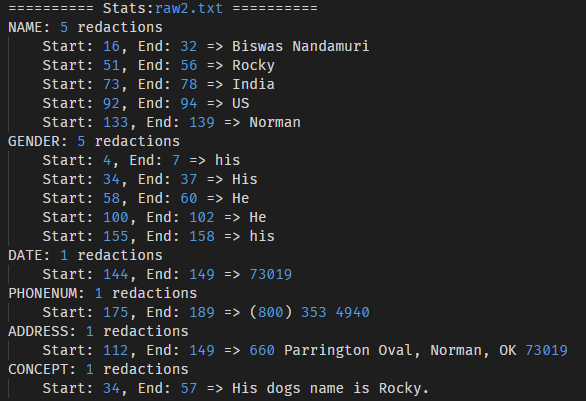 ========== Stats:raw2.txt ==========
NAME: 5 redactions
Start: 16, End: 32 => Biswas Nandamuri
Start: 51, End: 56 => Rocky
Start: 73, End: 78 => India
Start: 92, End: 94 => US
Start: 133, End: 139 => Norman
GENDER: 5 redactions
Start: 4, End: 7 => his
Start: 34, End: 37 => His
Start: 58, End: 60 => He
Start: 100, End: 102 => He
Start: 155, End: 158 => his
DATE: 1 redactions
Start: 144, End: 149 => 73019
PHONENUM: 1 redactions
Start: 175, End: 189 => (800) 353 4940
ADDRESS: 1 redactions
Start: 112, End: 149 => 660 Parrington Oval, Norman, OK 73019
CONCEPT: 1 redactions
Start: 34, End: 57 => His dogs name is Rocky.